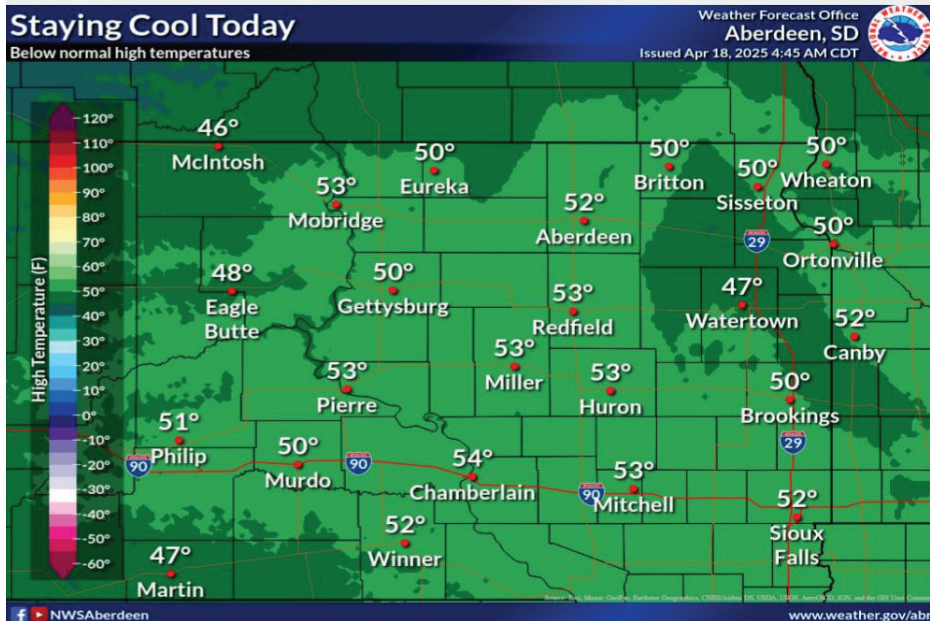 Staying Cool Today
Below normal high temperatures
Weather Forecast Office
Aberdeen, SD
Issued Apr 18, 2025 4:45 AM CDT
NATIONAL WEATHER SERVICE
High Temperature (F)
120°
110°
100°
90°
80°
70°
60°
50°
40°
30°
20°
10°
0°
-10°
-20°
-30°
-40°
-50°
-60°
46°
McIntosh
50°
Eureka
53°
Mobridge
50°
Britton
50°
Sisseton
50°
Wheaton
52°
Aberdeen
29
50°
Ortonville
48°
Eagle
Butte
50°
Gettysburg
53°
Redfield
47°
Watertown
52°
Canby
53°
Pierre
53°
Miller
53°
Huron
50°
Brookings
29
51°
Philip
90
50°
Murdo
90
54°
Chamberlain
90
53°
Mitchell
52°
Sioux
Falls
47°
Martin
52°
Winner
NWSAberdeen
www.weather.gov/abr